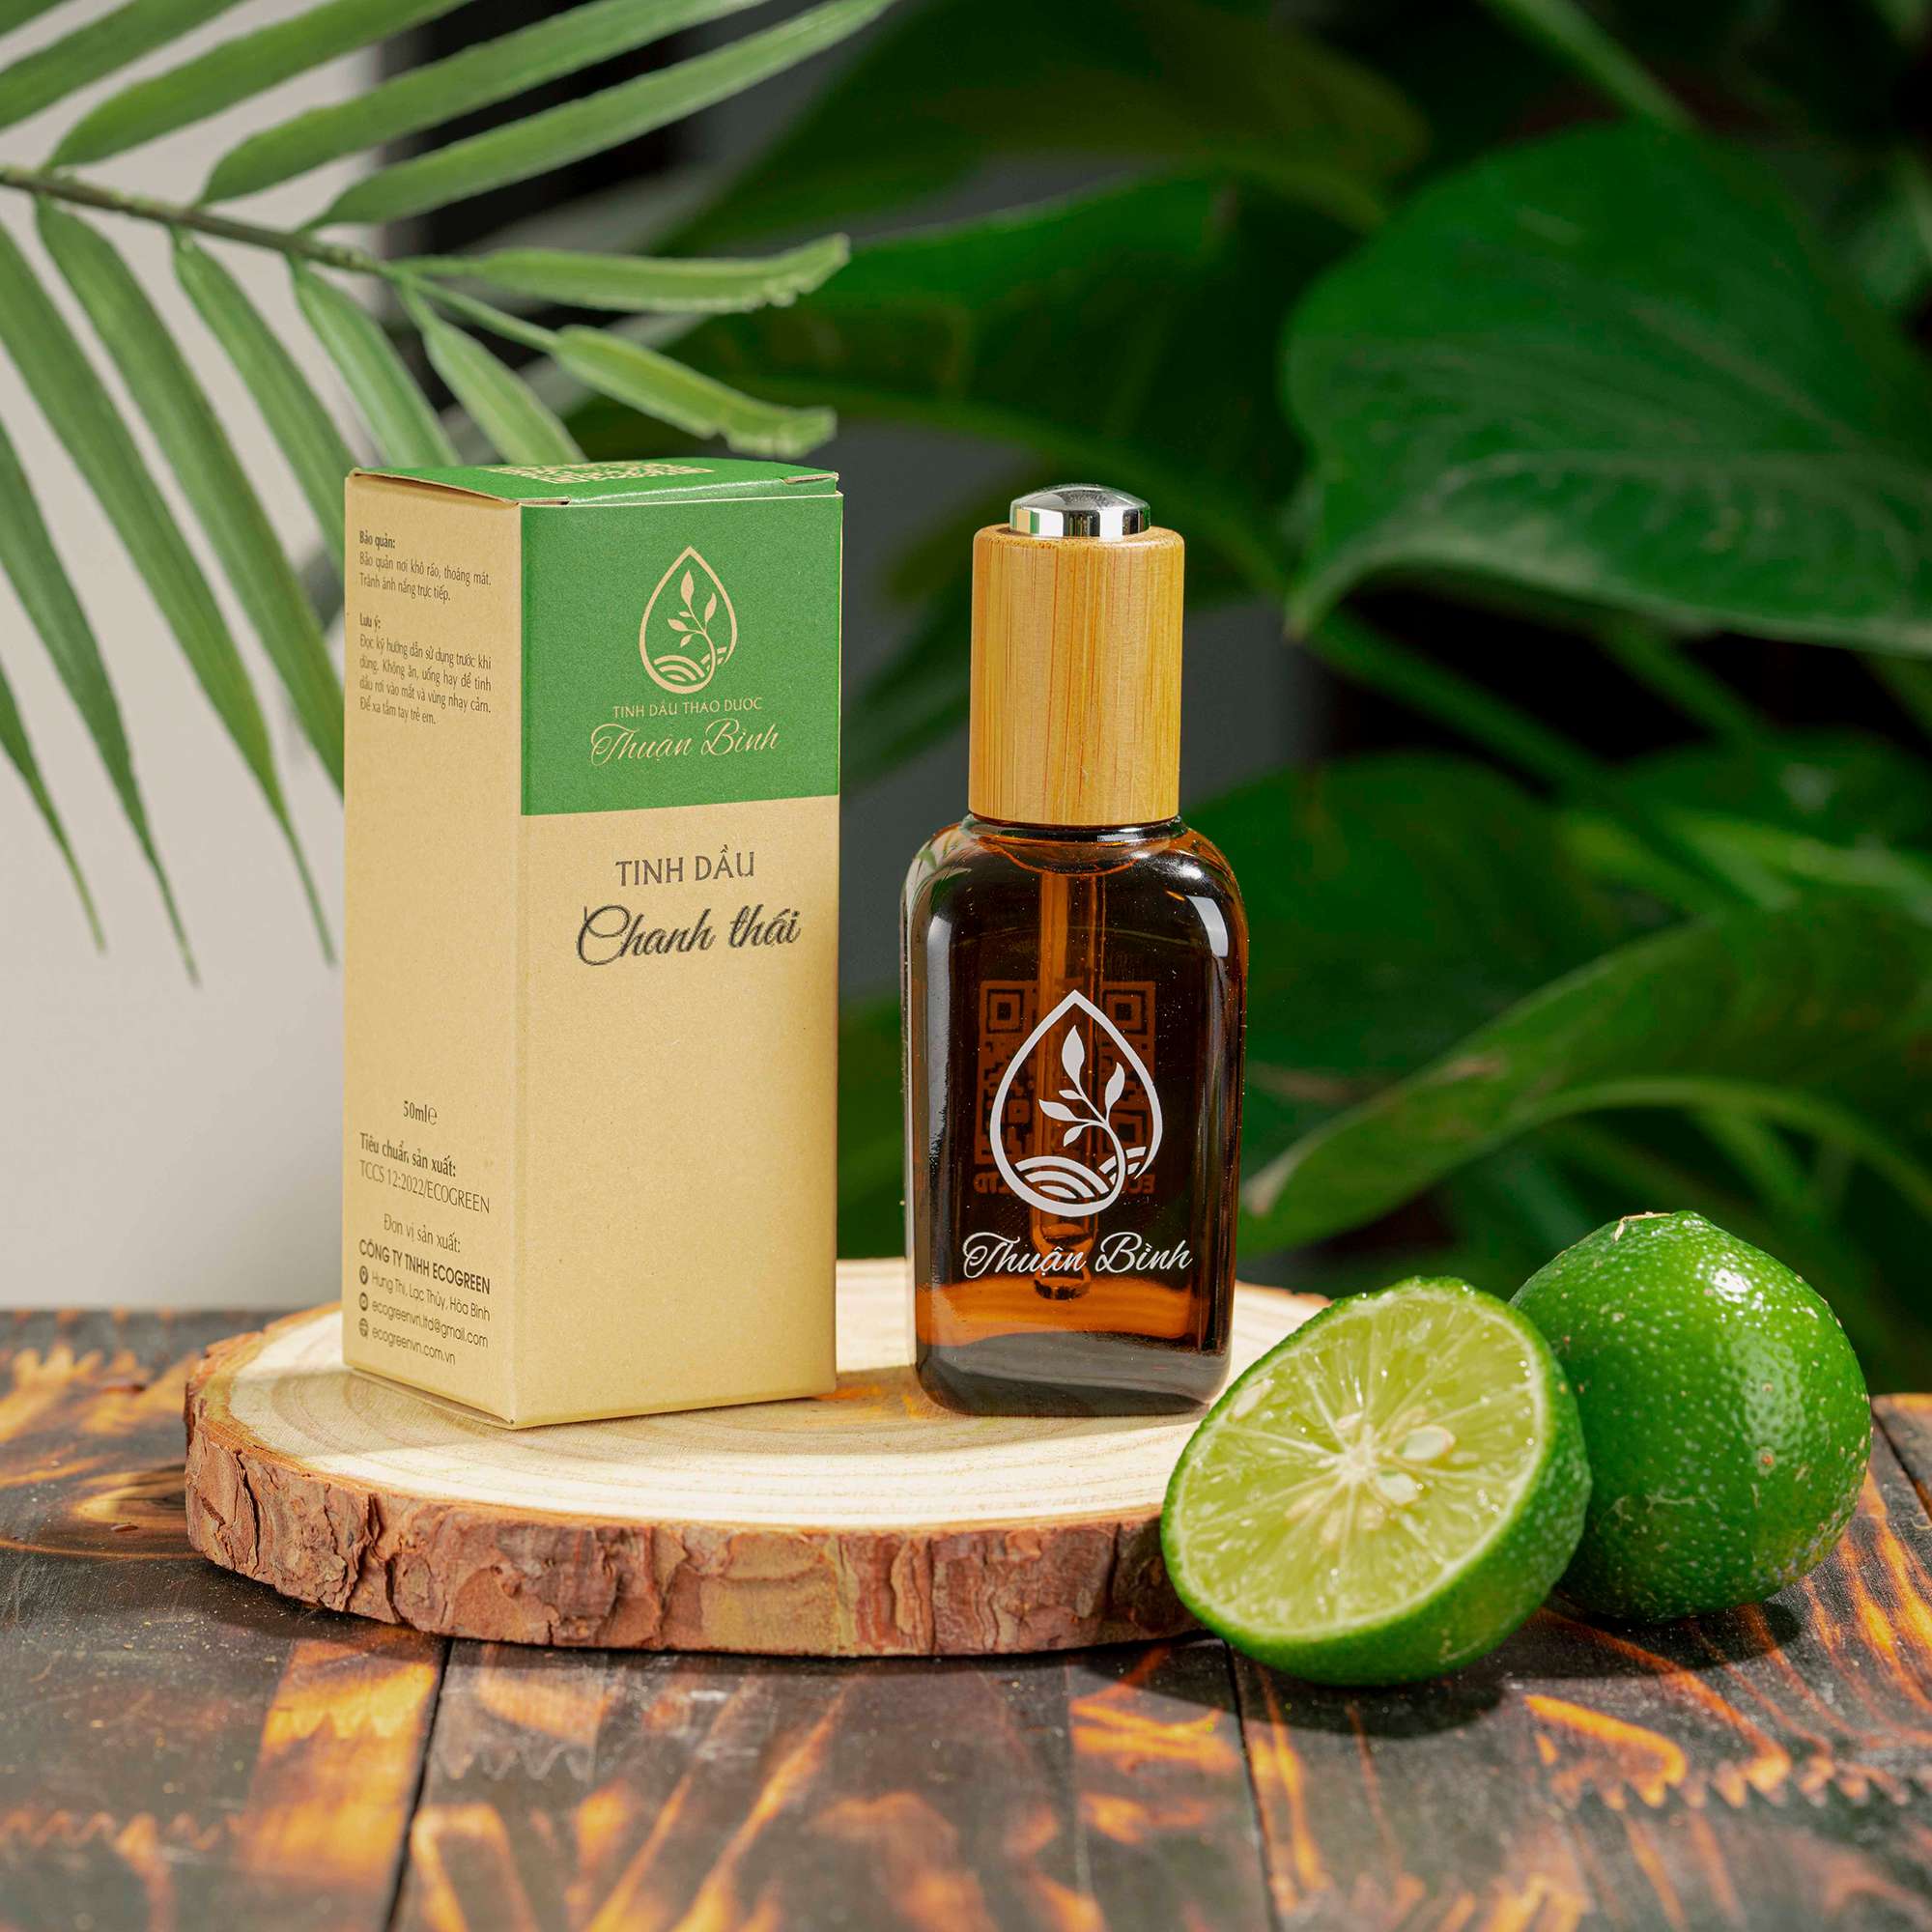 Bảo quản:
Bảo quản nơi khô ráo, thoáng mát.
Tránh ánh nắng trực tiếp.
Lưu ý:
Đọc kỹ hướng dẫn sử dụng trước khi
dùng. Không ăn, uống hay để tinh
dầu rơi vào mắt và vùng nhạy cảm.
Để xa tầm tay trẻ em.
50ml℮
Tiêu chuẩn sản xuất:
TCCS 12:2022/ECOGREEN
Đơn vị sản xuất:
CÔNG TY TNHH ECOGREEN
Hưng Thi, Lạc Thủy, Hòa Bình
ecogreenvn.ltd@gmail.com
ecogreenvn.com.vn
TINH DẦU THẢO DƯỢC
Thuận Bình
TINH DẦU
Chanh thái
Thuận Bình